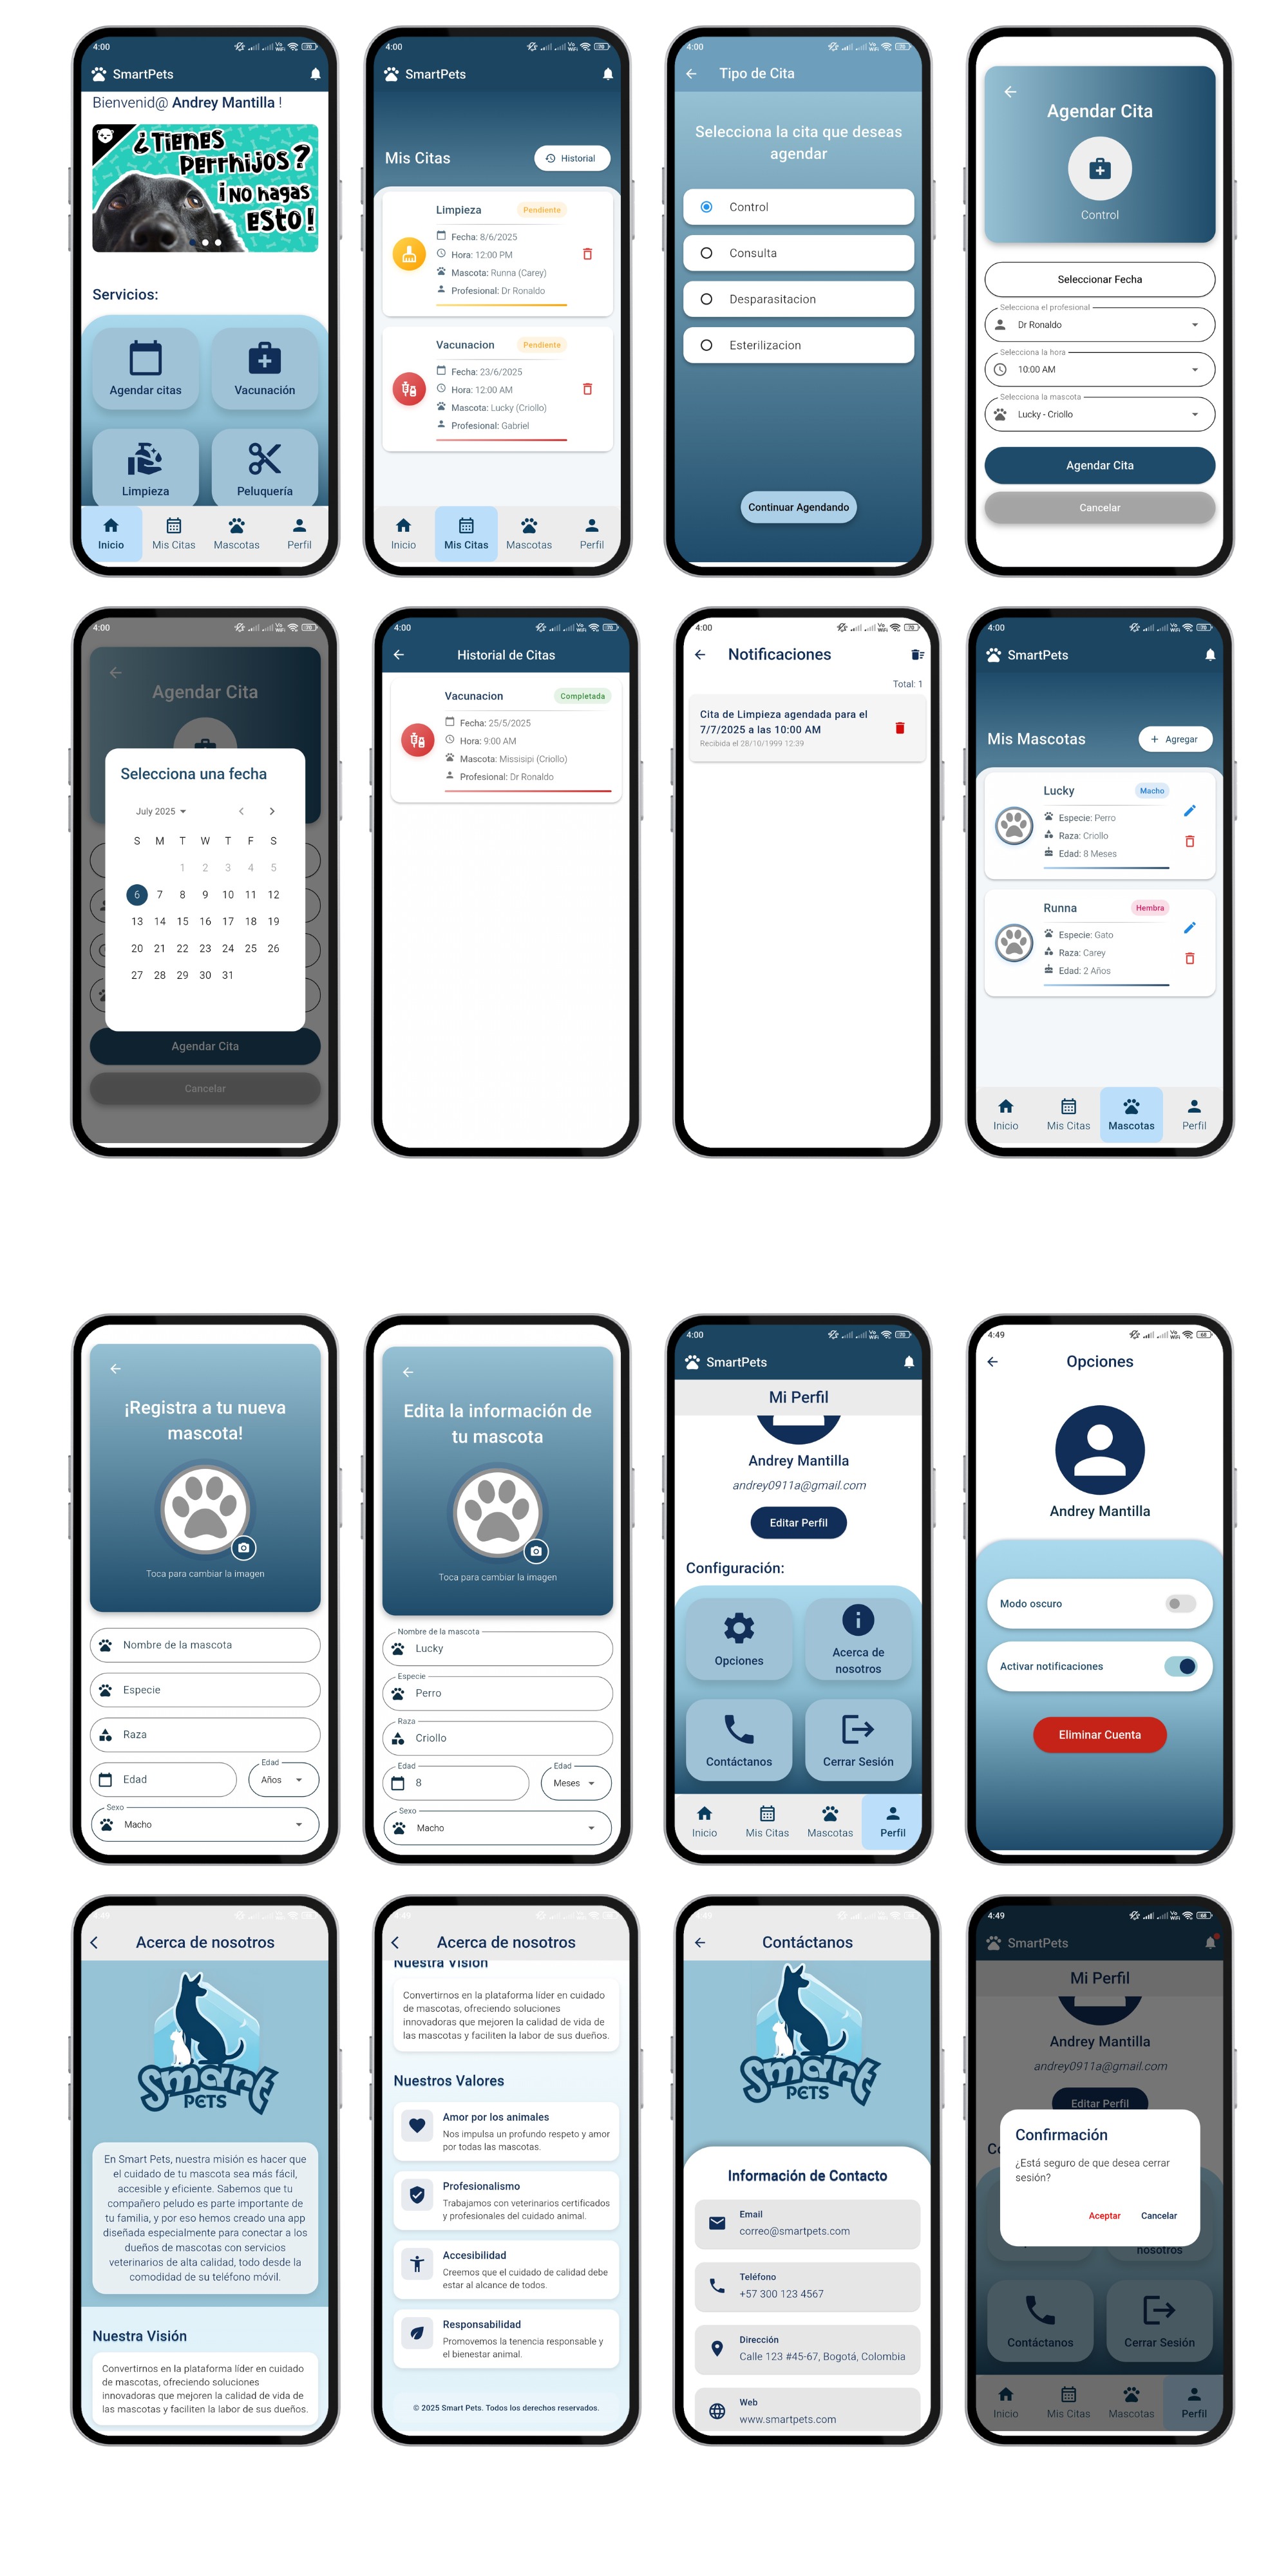 4:00
SmartPets
Bienvenid@ Andrey Mantilla !
¿TIENES
PERRHIJOS?
¡NO HAGAS
ESTO!
Servicios:
Agendar citas
Vacunación
Limpieza
Peluquería
Inicio
Mis Citas
Mascotas
Perfil
4:00
SmartPets
Mis Citas
Historial
Limpieza
Pendiente
Fecha: 8/6/2025
Hora: 12:00 PM
Mascota: Runna (Carey)
Profesional: Dr Ronaldo
Vacunacion
Pendiente
Fecha: 23/6/2025
Hora: 12:00 AM
Mascota: Lucky (Criollo)
Profesional: Gabriel
Inicio
Mis Citas
Mascotas
Perfil
4:00
Tipo de Cita
Selecciona la cita que deseas
agendar
Control
Consulta
Desparasitacion
Esterilizacion
Continuar Agendando
Agendar Cita
Control
Seleccionar Fecha
Selecciona el profesional
Dr Ronaldo
Selecciona la hora
10:00 AM
Selecciona la mascota
Lucky - Criollo
Agendar Cita
Cancelar
4:00
Agendar Cita
Selecciona una fecha
July 2025
S M T W T F S
1 2 3 4 5
6 7 8 9 10 11 12
13 14 15 16 17 18 19
20 21 22 23 24 25 26
27 28 29 30 31
Agendar Cita
Cancelar
4:00
Historial de Citas
Vacunacion
Completada
Fecha: 25/5/2025
Hora: 9:00 AM
Mascota: Missisipi (Criollo)
Profesional: Dr Ronaldo
4:00
Notificaciones
Total: 1
Cita de Limpieza agendada para el
7/7/2025 a las 10:00 AM
Recibida el 28/10/1999 12:39
4:00
SmartPets
Mis Mascotas
Agregar
Lucky
Macho
Especie: Perro
Raza: Criollo
Edad: 8 Meses
Runna
Hembra
Especie: Gato
Raza: Carey
Edad: 2 Años
Inicio
Mis Citas
Mascotas
Perfil
¡Registra a tu nueva
mascota!
Toca para cambiar la imagen
Nombre de la mascota
Especie
Raza
Edad
Edad
Años
Sexo
Macho
Edita la información de
tu mascota
Toca para cambiar la imagen
Nombre de la mascota
Lucky
Especie
Perro
Raza
Criollo
Edad
8
Edad
Meses
Sexo
Macho
4:00
SmartPets
Mi Perfil
Andrey Mantilla
andrey0911a@gmail.com
Editar Perfil
Configuración:
Opciones
Acerca de
nosotros
Contáctanos
Cerrar Sesión
Inicio
Mis Citas
Mascotas
Perfil
4:49
Opciones
Andrey Mantilla
Modo oscuro
Activar notificaciones
Eliminar Cuenta
Acerca de nosotros
Smart
PETS
En Smart Pets, nuestra misión es hacer que
el cuidado de tu mascota sea más fácil,
accesible y eficiente. Sabemos que tu
compañero peludo es parte importante de
tu familia, y por eso hemos creado una app
diseñada especialmente para conectar a los
dueños de mascotas con servicios
veterinarios de alta calidad, todo desde la
comodidad de su teléfono móvil.
Nuestra Visión
Convertirnos en la plataforma líder en cuidado
de mascotas, ofreciendo soluciones
innovadoras que mejoren la calidad de vida de
las mascotas y faciliten la labor de sus dueños.
Acerca de nosotros
Nuestra Visión
Convertirnos en la plataforma líder en cuidado
de mascotas, ofreciendo soluciones
innovadoras que mejoren la calidad de vida de
las mascotas y faciliten la labor de sus dueños.
Nuestros Valores
Amor por los animales
Nos impulsa un profundo respeto y amor
por todas las mascotas.
Profesionalismo
Trabajamos con veterinarios certificados
y profesionales del cuidado animal.
Accesibilidad
Creemos que el cuidado de calidad debe
estar al alcance de todos.
Responsabilidad
Promovemos la tenencia responsable y
el bienestar animal.
© 2025 Smart Pets. Todos los derechos reservados.
Contáctanos
Smart
PETS
Información de Contacto
Email
correo@smartpets.com
Teléfono
+57 300 123 4567
Dirección
Calle 123 #45-67, Bogotá, Colombia
Web
www.smartpets.com
4:49
SmartPets
Mi Perfil
Andrey Mantilla
andrey0911a@gmail.com
Editar Perfil
Confirmación
¿Está seguro de que desea cerrar
sesión?
Aceptar
Cancelar
nosotros
Contáctanos
Cerrar Sesión
Inicio
Mis Citas
Mascotas
Perfil